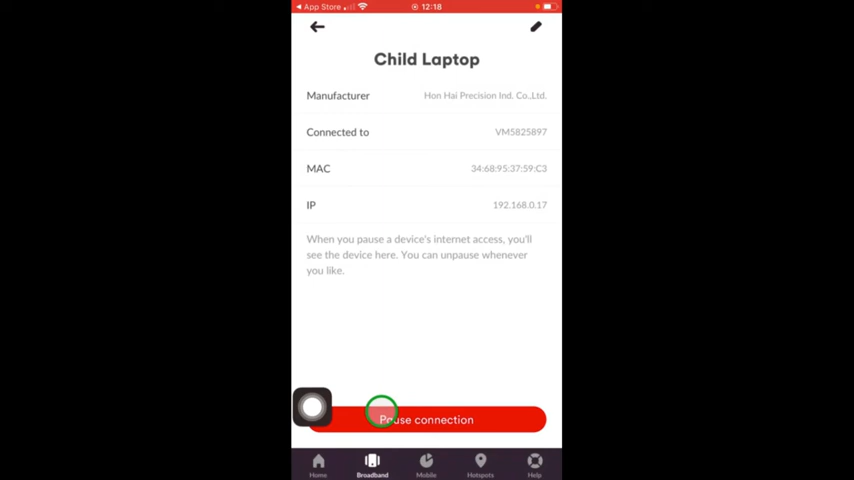 App Store
12:18
Child Laptop
Manufacturer
Hon Hai Precision Ind. Co.,Ltd.
Connected to
VM5825897
MAC
34:68:95:37:59:C3
IP
192.168.0.17
When you pause a device's internet access, you'll
see the device here. You can unpause whenever
you like.
Pause connection
Home
Broadband
Mobile
Hotspots
Help